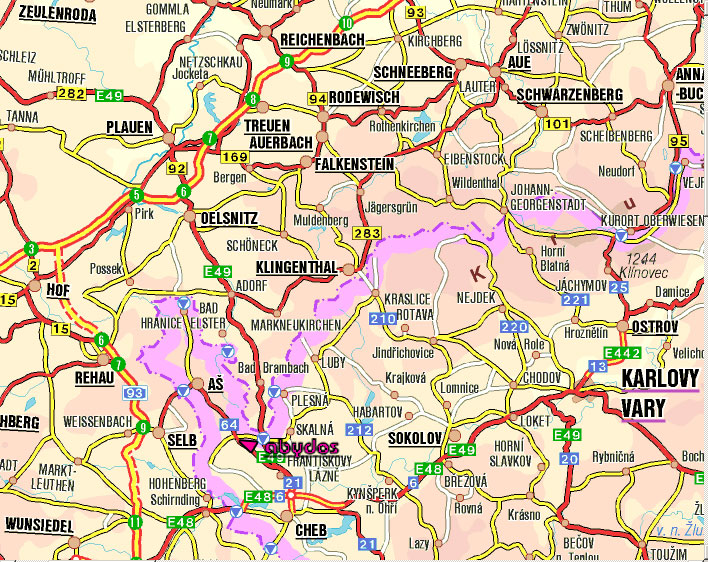 ZEULENRODA
GOMMLA
ELSTERBERG
Neumark
REICHENBACH
10
93
KIRCHBERG
HARTENSTEIN
ZWÖNITZ
THUM
LÖSSNITZ
SCHLEIZ
NETZSCHKAU
Jocketa
9
SCHNEEBERG
AUE
MÜHLTROFF
282
E49
8
94
RODEWISCH
LAUTER
SCHWARZENBERG
ANNA
-BUC
TANNA
PLAUEN
7
TREUEN
AUERBACH
Rothenkirchen
101
SCHEIBENBERG
92
169
FALKENSTEIN
EIBENSTOCK
95
Bergen
Wildenthal
Neudorf
VEJP
5
6
Pirk
OELSNITZ
Muldenberg
Jägersgrün
JOHANN-
GEORGENSTADT
KURORT OBERWIESENT
3
2
SCHÖNECK
283
K
r
u
Horní
Blatná
1244
Klínovec
Possek
E49
KLINGENTHAL
JÁCHYMOV
25
15
HOF
ADORF
KRASLICE
NEJDEK
221
Damice
15
HRANICE
BAD
ELSTER
MARKNEUKIRCHEN
210
ROTAVA
220
Hroznětín
OSTROV
6
7
REHAU
Bad Brambach
LUBY
Jindřichovice
Nová Role
E442
Velicho
13
93
AŠ
PLESNÁ
Krajková
Lomnice
CHODOV
KARLOVY
VARY
HBERG
WEISSENBACH
9
SELB
64
SKALNÁ
HABARTOV
212
SOKOLOV
LOKET
E49
abydos
E49
FRANTIŠKOVY
LÁZNĚ
E48
HORNÍ
SLAVKOV
20
Rybničná
Boch
ADT
MARKT-
LEUTHEN
HOHENBERG
Schirnding
21
E48
6
KYNŠPERK
n. Ohří
6
BŘEZOVÁ
Rovná
Krásno
WUNSIEDEL
11
E48
CHEB
21
Lazy
BEČOV
n. Teplou
v. n. Žlu
TOUŽIM